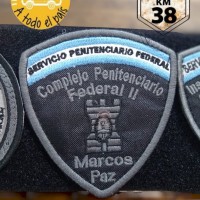 A todo el país
KM
38
SERVICIO PENITENCIARIO FEDERAL
Complejo Penitenciario
Federal II
Marcos
Paz